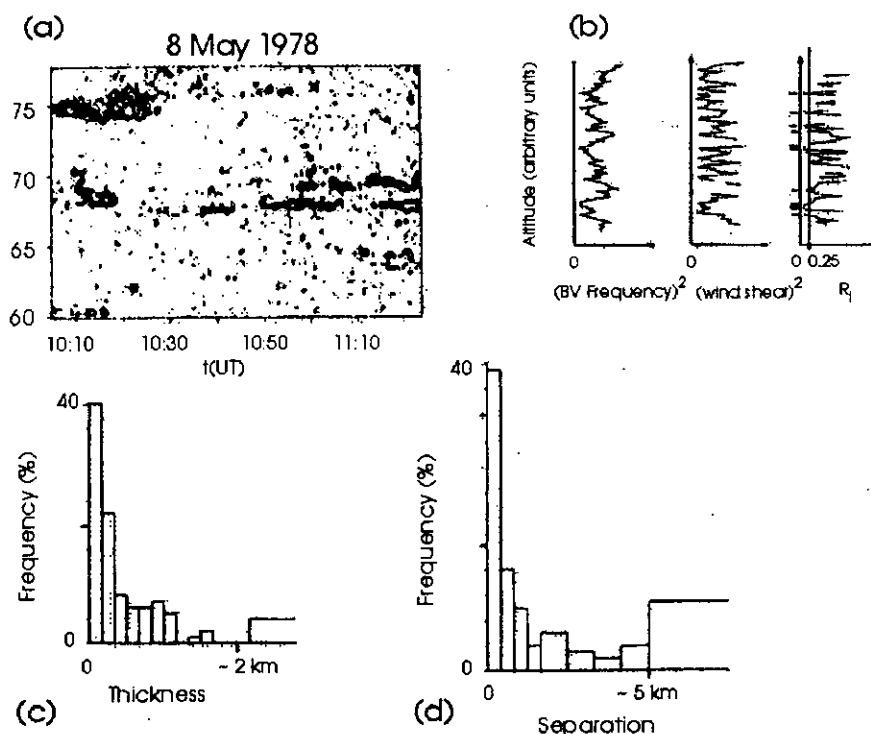 (a)
8 May 1978
75
70
65
60
10:10 10:30 10:50 11:10
t(UT)
(b)
Altitude (arbitrary units)
0 0 0 0.25
(BV Frequency)² (wind shear)² Ri
40
Frequency (%)
0
0 ~ 2 km
Thickness
(c)
40
Frequency (%)
0
0 ~ 5 km
Separation
(d)